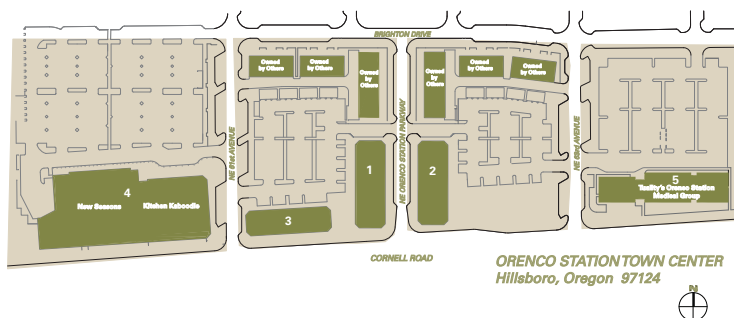 BRIGHTON DRIVE
Owned
by Others
Owned
by Others
Owned
by
Others
Owned
by
Others
Owned
by Others
Owned
by Others
NE 61st AVENUE
NE ORENCO STATION PARKWAY
NE 63rd AVENUE
1
2
3
4
New Seasons
Kitchen Kaboodle
5
Tuality's Orenco Station
Medical Group
CORNELL ROAD
ORENCO STATION TOWN CENTER
Hillsboro, Oregon 97124
N